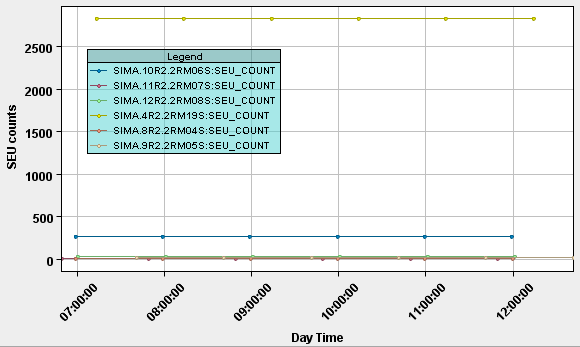 2500
2000
1500
1000
500
0
SEU counts
Legend
SIMA.10R2.2RM06S:SEU_COUNT
SIMA.11R2.2RM07S:SEU_COUNT
SIMA.12R2.2RM08S:SEU_COUNT
SIMA.4R2.2RM19S:SEU_COUNT
SIMA.8R2.2RM04S:SEU_COUNT
SIMA.9R2.2RM05S:SEU_COUNT
07:00:00
08:00:00
09:00:00
10:00:00
11:00:00
12:00:00
Day Time